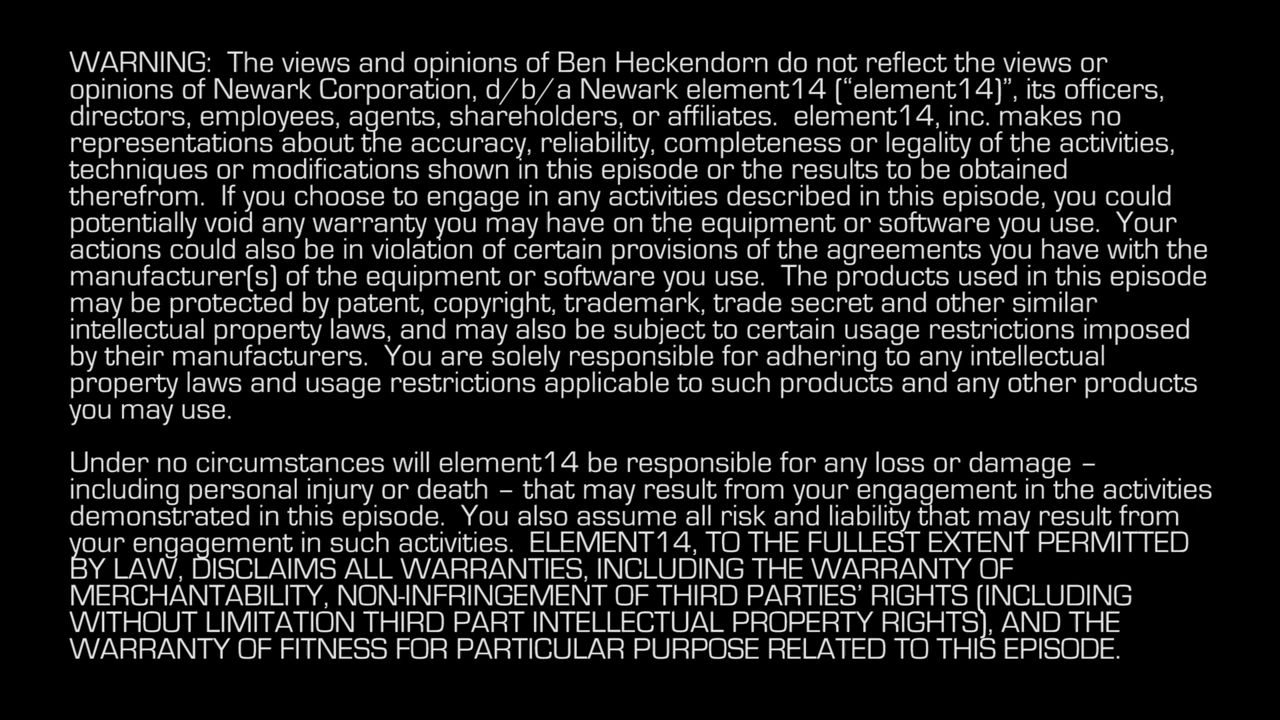 WARNING:  The views and opinions of Ben Heckendorn do not reflect the views or
opinions of Newark Corporation, d/b/a Newark element14 (“element14)”, its officers,
directors, employees, agents, shareholders, or affiliates.  element14, inc. makes no
representations about the accuracy, reliability, completeness or legality of the activities,
techniques or modifications shown in this episode or the results to be obtained
therefrom.  If you choose to engage in any activities described in this episode, you could
potentially void any warranty you may have on the equipment or software you use.  Your
actions could also be in violation of certain provisions of the agreements you have with the
manufacturer(s) of the equipment or software you use.  The products used in this episode
may be protected by patent, copyright, trademark, trade secret and other similar
intellectual property laws, and may also be subject to certain usage restrictions imposed
by their manufacturers.  You are solely responsible for adhering to any intellectual
property laws and usage restrictions applicable to such products and any other products
you may use.

Under no circumstances will element14 be responsible for any loss or damage –
including personal injury or death – that may result from your engagement in the activities
demonstrated in this episode.  You also assume all risk and liability that may result from
your engagement in such activities.  ELEMENT14, TO THE FULLEST EXTENT PERMITTED
BY LAW, DISCLAIMS ALL WARRANTIES, INCLUDING THE WARRANTY OF
MERCHANTABILITY, NON-INFRINGEMENT OF THIRD PARTIES’ RIGHTS (INCLUDING
WITHOUT LIMITATION THIRD PART INTELLECTUAL PROPERTY RIGHTS), AND THE
WARRANTY OF FITNESS FOR PARTICULAR PURPOSE RELATED TO THIS EPISODE.